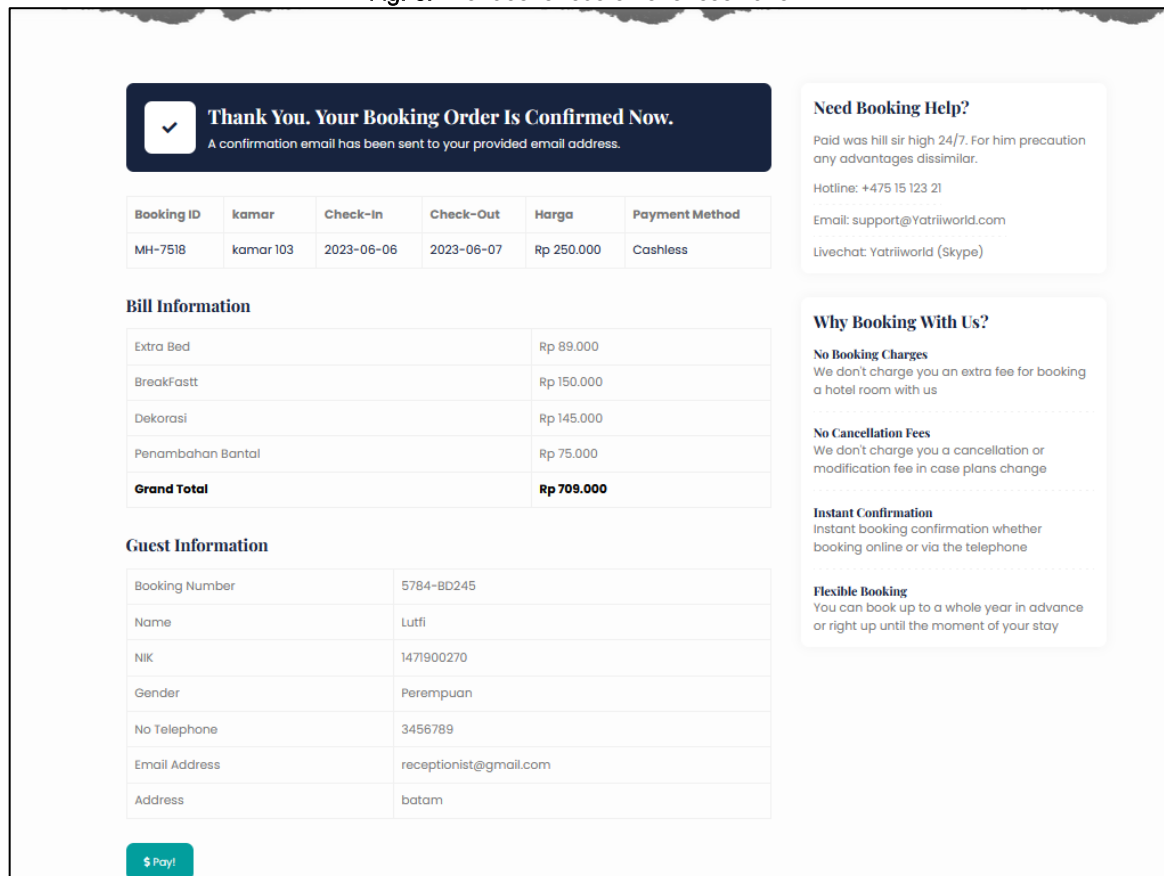 Thank You. Your Booking Order Is Confirmed Now.
A confirmation email has been sent to your provided email address.
Booking ID kamar Check-In Check-Out Harga Payment Method
MH-7518 kamar 103 2023-06-06 2023-06-07 Rp 250.000 Cashless
Bill Information
Extra Bed Rp 89.000
BreakFastt Rp 150.000
Dekorasi Rp 145.000
Penambahan Bantal Rp 75.000
Grand Total Rp 709.000
Guest Information
Booking Number 5784-BD245
Name Lutfi
NIK 1471900270
Gender Perempuan
No Telephone 3456789
Email Address receptionist@gmail.com
Address batam
$ Pay!
Need Booking Help?
Paid was hill sir high 24/7. For him precaution
any advantages dissimilar.
Hotline: +475 15 123 21
Email: support@Yatriiworld.com
Livechat: Yatriiworld (Skype)
Why Booking With Us?
No Booking Charges
We don't charge you an extra fee for booking
a hotel room with us
No Cancellation Fees
We don't charge you a cancellation or
modification fee in case plans change
Instant Confirmation
Instant booking confirmation whether
booking online or via the telephone
Flexible Booking
You can book up to a whole year in advance
or right up until the moment of your stay